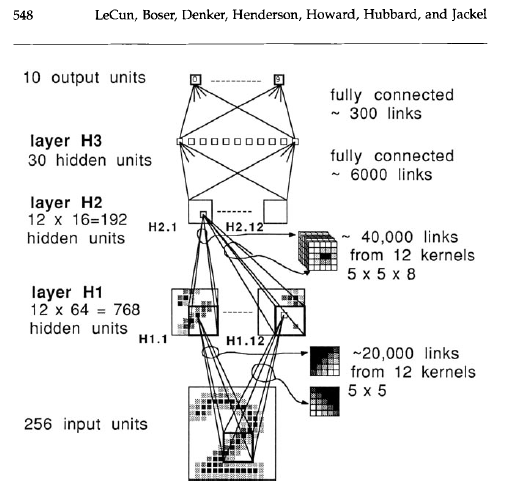 548
LeCun, Boser, Denker, Henderson, Howard, Hubbard, and Jackel
10 output units
0
9
fully connected
~ 300 links
layer H3
30 hidden units
fully connected
~ 6000 links
layer H2
12 x 16=192
hidden units
H2.1
H2.12
~ 40,000 links
from 12 kernels
5 x 5 x 8
layer H1
12 x 64 = 768
hidden units
H1.1
H1.12
~20,000 links
from 12 kernels
5 x 5
256 input units